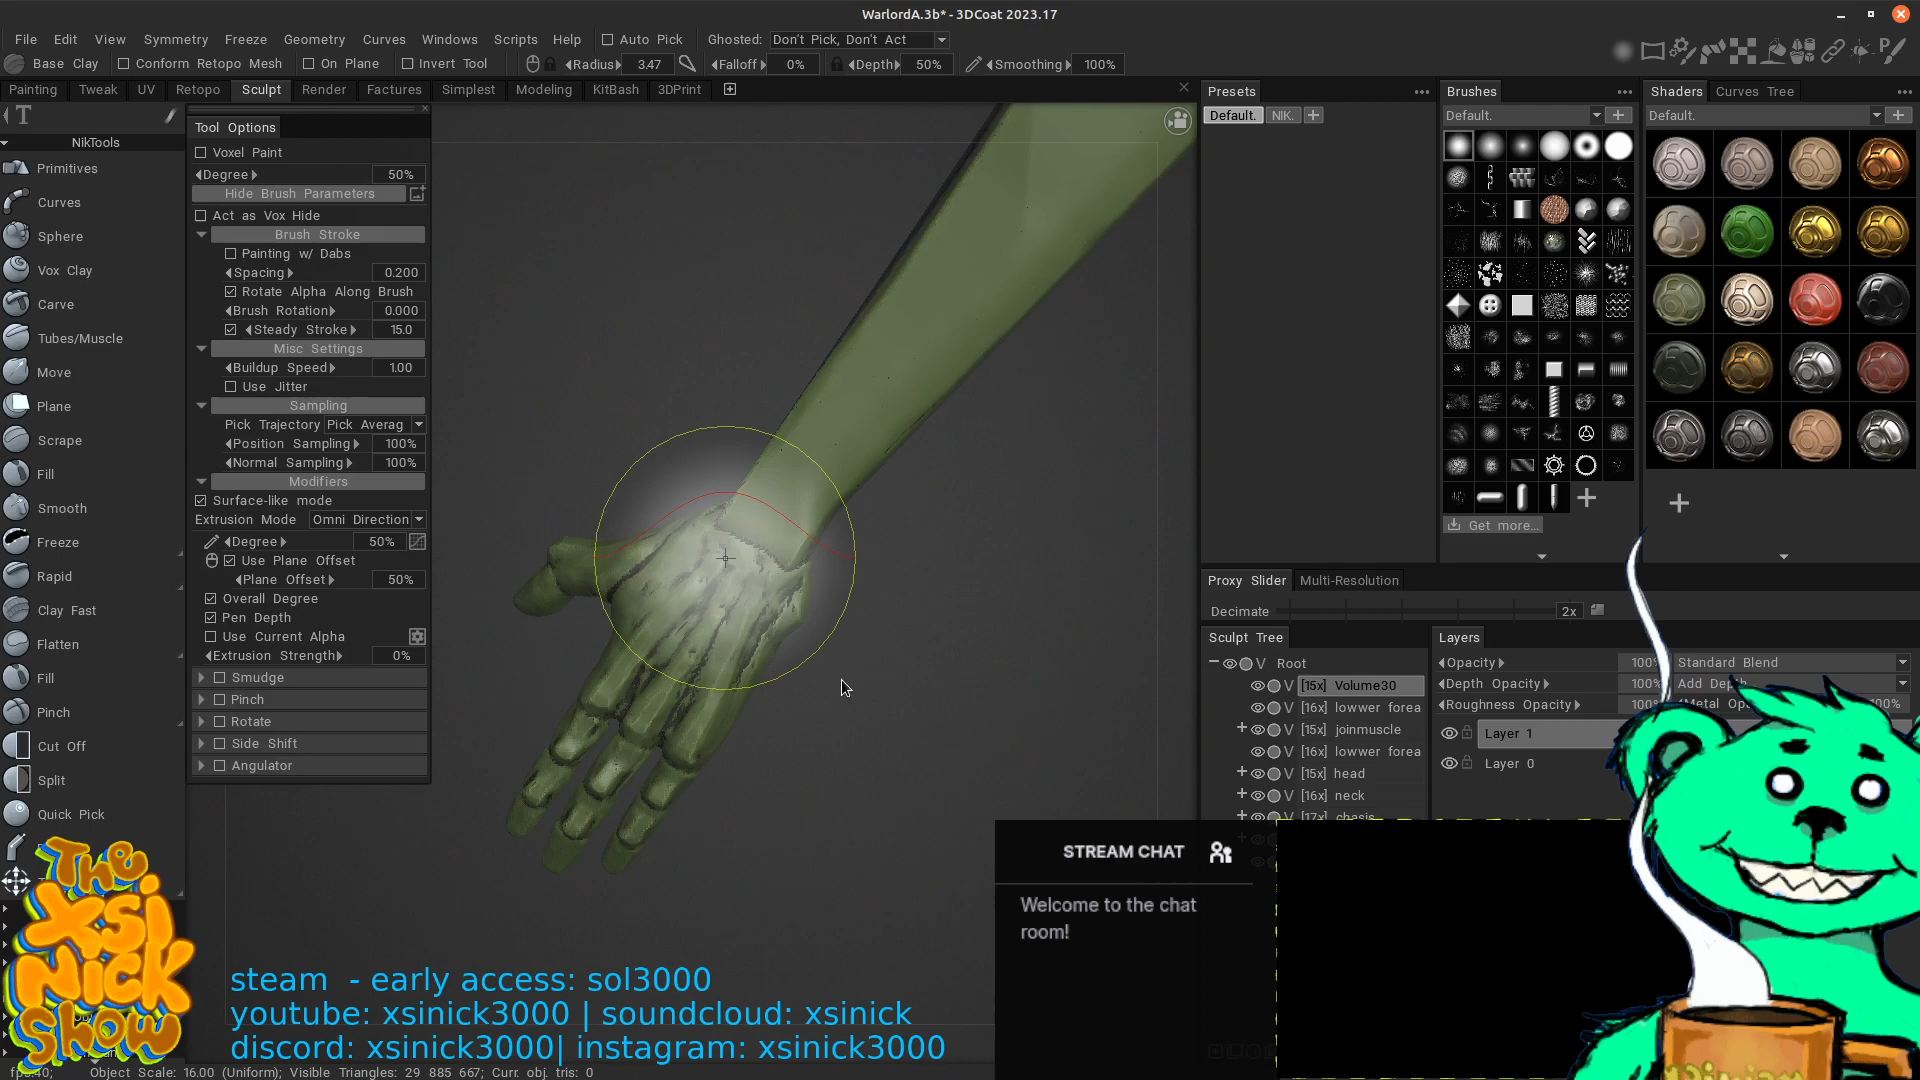 WarlordA.3b* - 3DCoat 2023.17
File Edit View Symmetry Freeze Geometry Curves Windows Scripts Help Auto Pick Ghosted: Don't Pick, Don't Act
Base Clay Conform Retopo Mesh On Plane Invert Tool Radius 3.47 Falloff 0% Depth 50% Smoothing 100%
Painting Tweak UV Retopo Sculpt Render Factures Simplest Modeling KitBash 3DPrint
NikTools
Primitives
Curves
Sphere
Vox Clay
Carve
Tubes/Muscle
Move
Plane
Scrape
Fill
Smooth
Freeze
Rapid
Clay Fast
Flatten
Fill
Pinch
Cut Off
Split
Quick Pick
Tool Options
Voxel Paint
Degree 50%
Hide Brush Parameters
Act as Vox Hide
Brush Stroke
Painting w/ Dabs
Spacing 0.200
Rotate Alpha Along Brush
Brush Rotation 0.000
Steady Stroke 15.0
Misc Settings
Buildup Speed 1.00
Use Jitter
Sampling
Pick Trajectory Pick Averag
Position Sampling 100%
Normal Sampling 100%
Modifiers
Surface-like mode
Extrusion Mode Omni Direction
Degree 50%
Use Plane Offset
Plane Offset 50%
Overall Degree
Pen Depth
Use Current Alpha
Extrusion Strength 0%
Smudge
Pinch
Rotate
Side Shift
Angulator
Presets
Default. NIK.
Brushes
Default.
Get more...
Shaders Curves Tree
Default.
Proxy Slider Multi-Resolution
Decimate 2x
Sculpt Tree
V Root
V [15x] Volume30
V [16x] lowwer forea
V [15x] joinmuscle
V [16x] lowwer forea
V [15x] head
V [16x] neck
V [17x] chasis
Layers
Opacity 100% Standard Blend
Depth Opacity 100% Add Depth
Roughness Opacity 100% Metal Opa 100%
Layer 1
Layer 0
STREAM CHAT
Welcome to the chat
room!
The
XSI
Nick
Show
steam - early access: sol3000
youtube: xsinick3000 | soundcloud: xsinick
discord: xsinick3000| instagram: xsinick3000
fps:40; Object Scale: 16.00 (Uniform); Visible Triangles: 29 885 667; Curr. obj. tris: 0